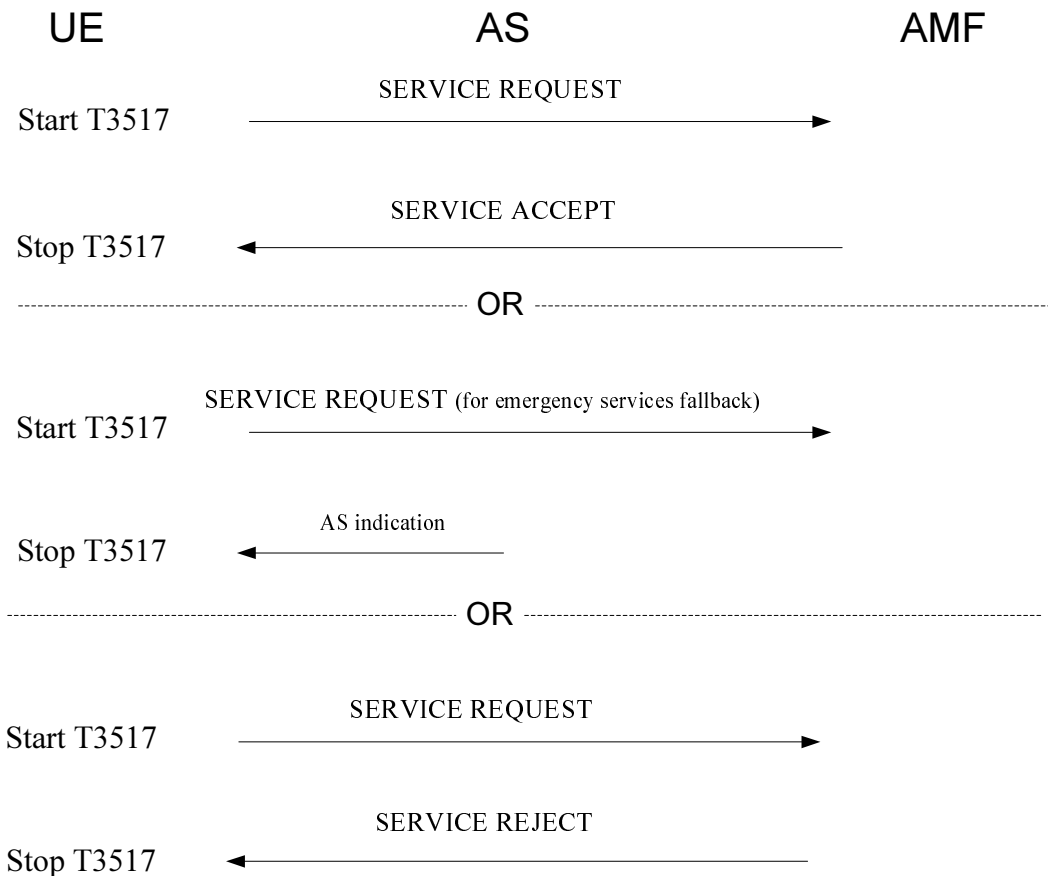 UE AS AMF
SERVICE REQUEST
Start T3517
SERVICE ACCEPT
Stop T3517
OR
SERVICE REQUEST (for emergency services fallback)
Start T3517
AS indication
Stop T3517
OR
SERVICE REQUEST
Start T3517
SERVICE REJECT
Stop T3517